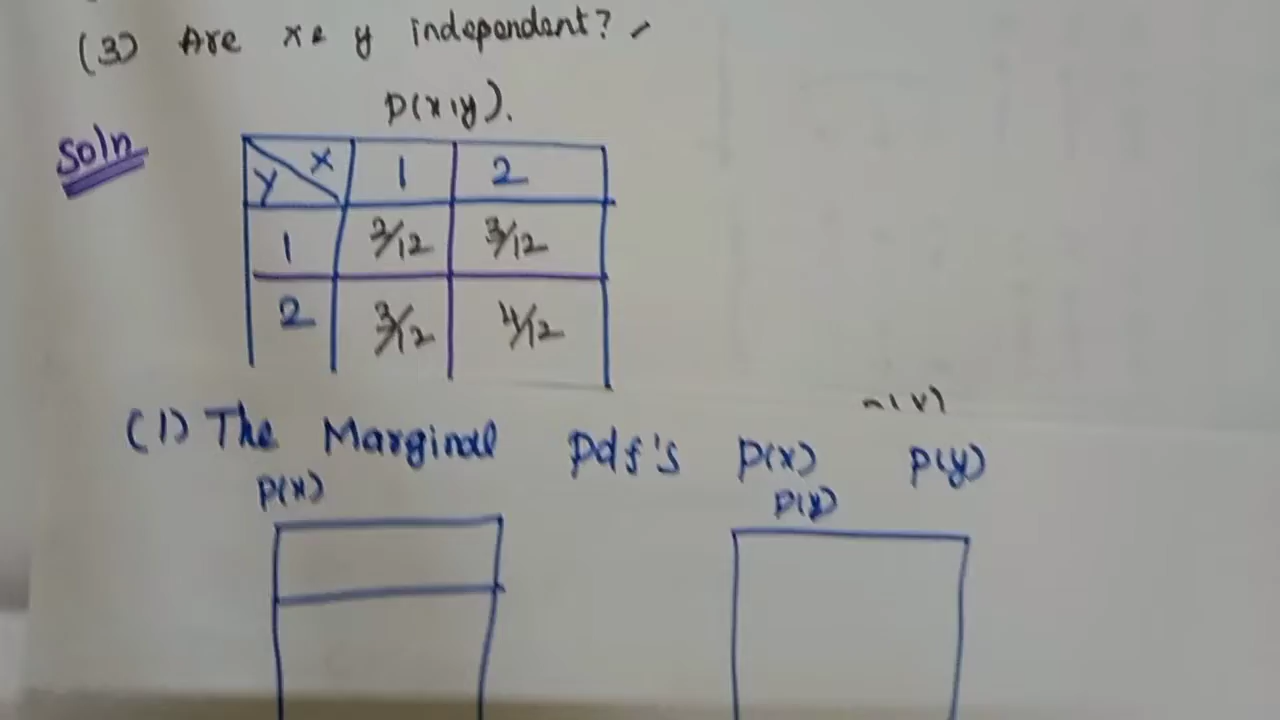 (3) Are x & y independent?
P(x,y).
Soln
Y X 1 2
1 2/12 3/12
2 3/12 4/12
(1) The Marginal Pdf's P(x) P(y)
P(x) P(y)